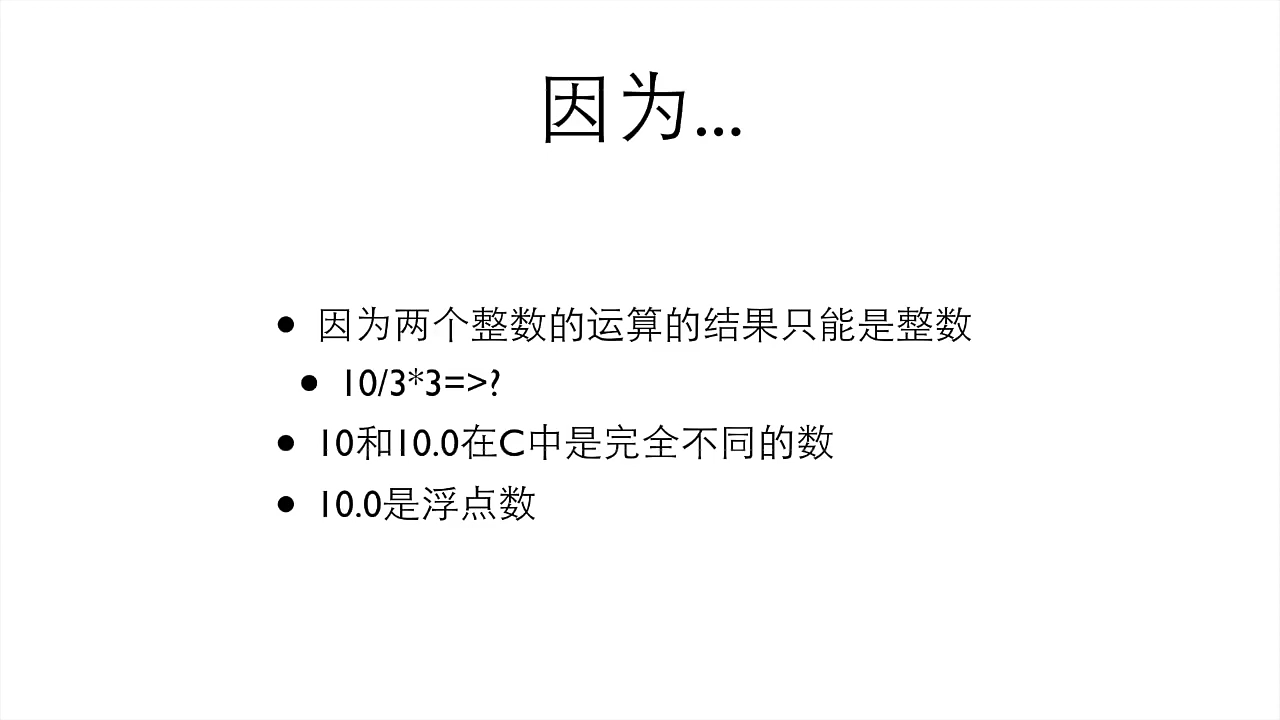 因为...
• 因为两个整数的运算的结果只能是整数
• 10/3*3=>?
• 10和10.0在C中是完全不同的数
• 10.0是浮点数